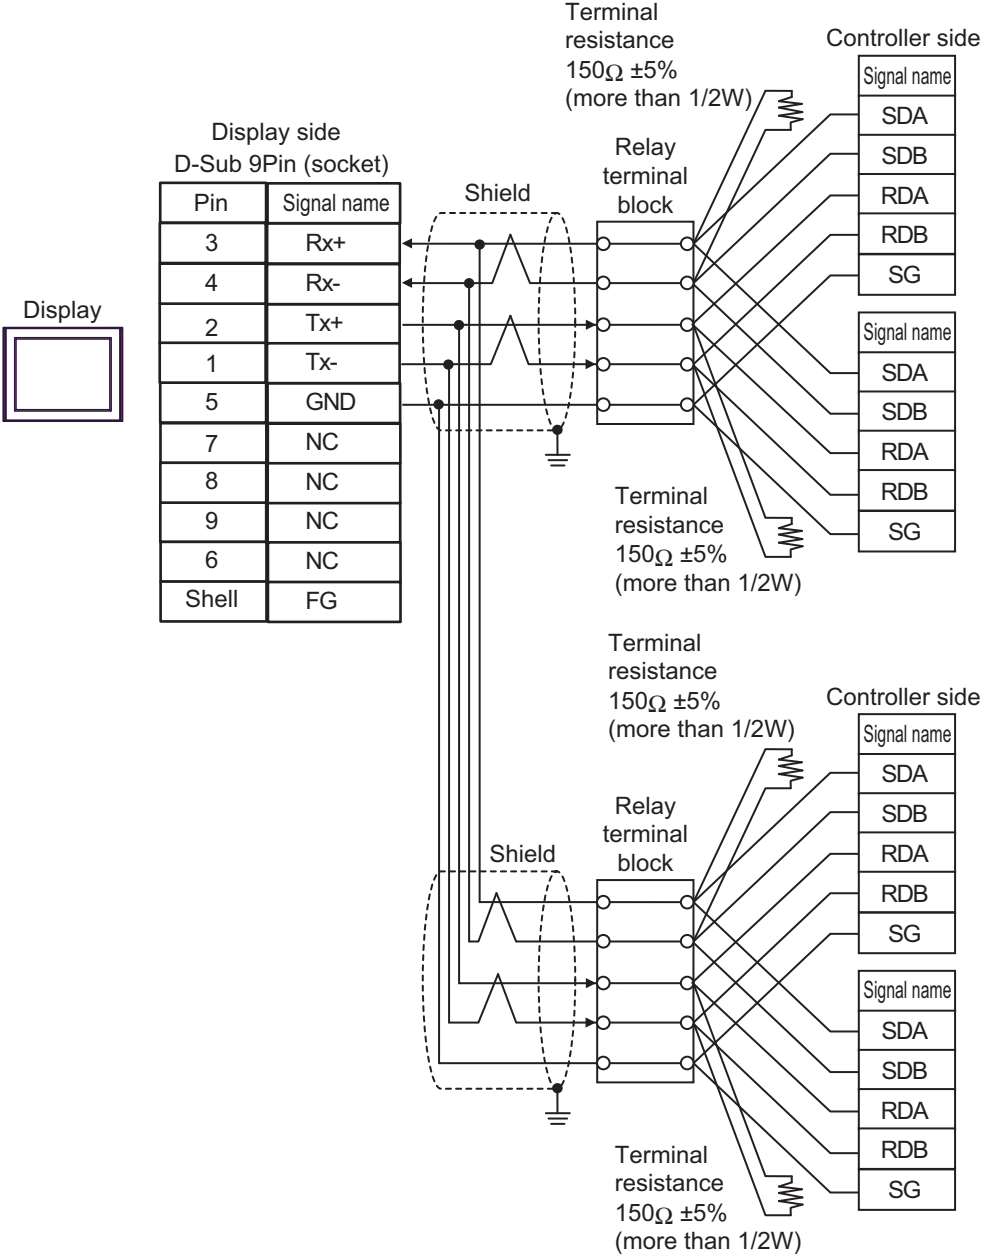 Terminal
resistance
150Ω ±5%
(more than 1/2W)
Controller side
Signal name
SDA
SDB
RDA
RDB
SG
Display side
D-Sub 9Pin (socket)
Pin Signal name
3 Rx+
4 Rx-
2 Tx+
1 Tx-
5 GND
7 NC
8 NC
9 NC
6 NC
Shell FG
Display
Shield
Relay
terminal
block
Signal name
SDA
SDB
RDA
RDB
SG
Terminal
resistance
150Ω ±5%
(more than 1/2W)
Terminal
resistance
150Ω ±5%
(more than 1/2W)
Controller side
Signal name
SDA
SDB
RDA
RDB
SG
Shield
Relay
terminal
block
Signal name
SDA
SDB
RDA
RDB
SG
Terminal
resistance
150Ω ±5%
(more than 1/2W)